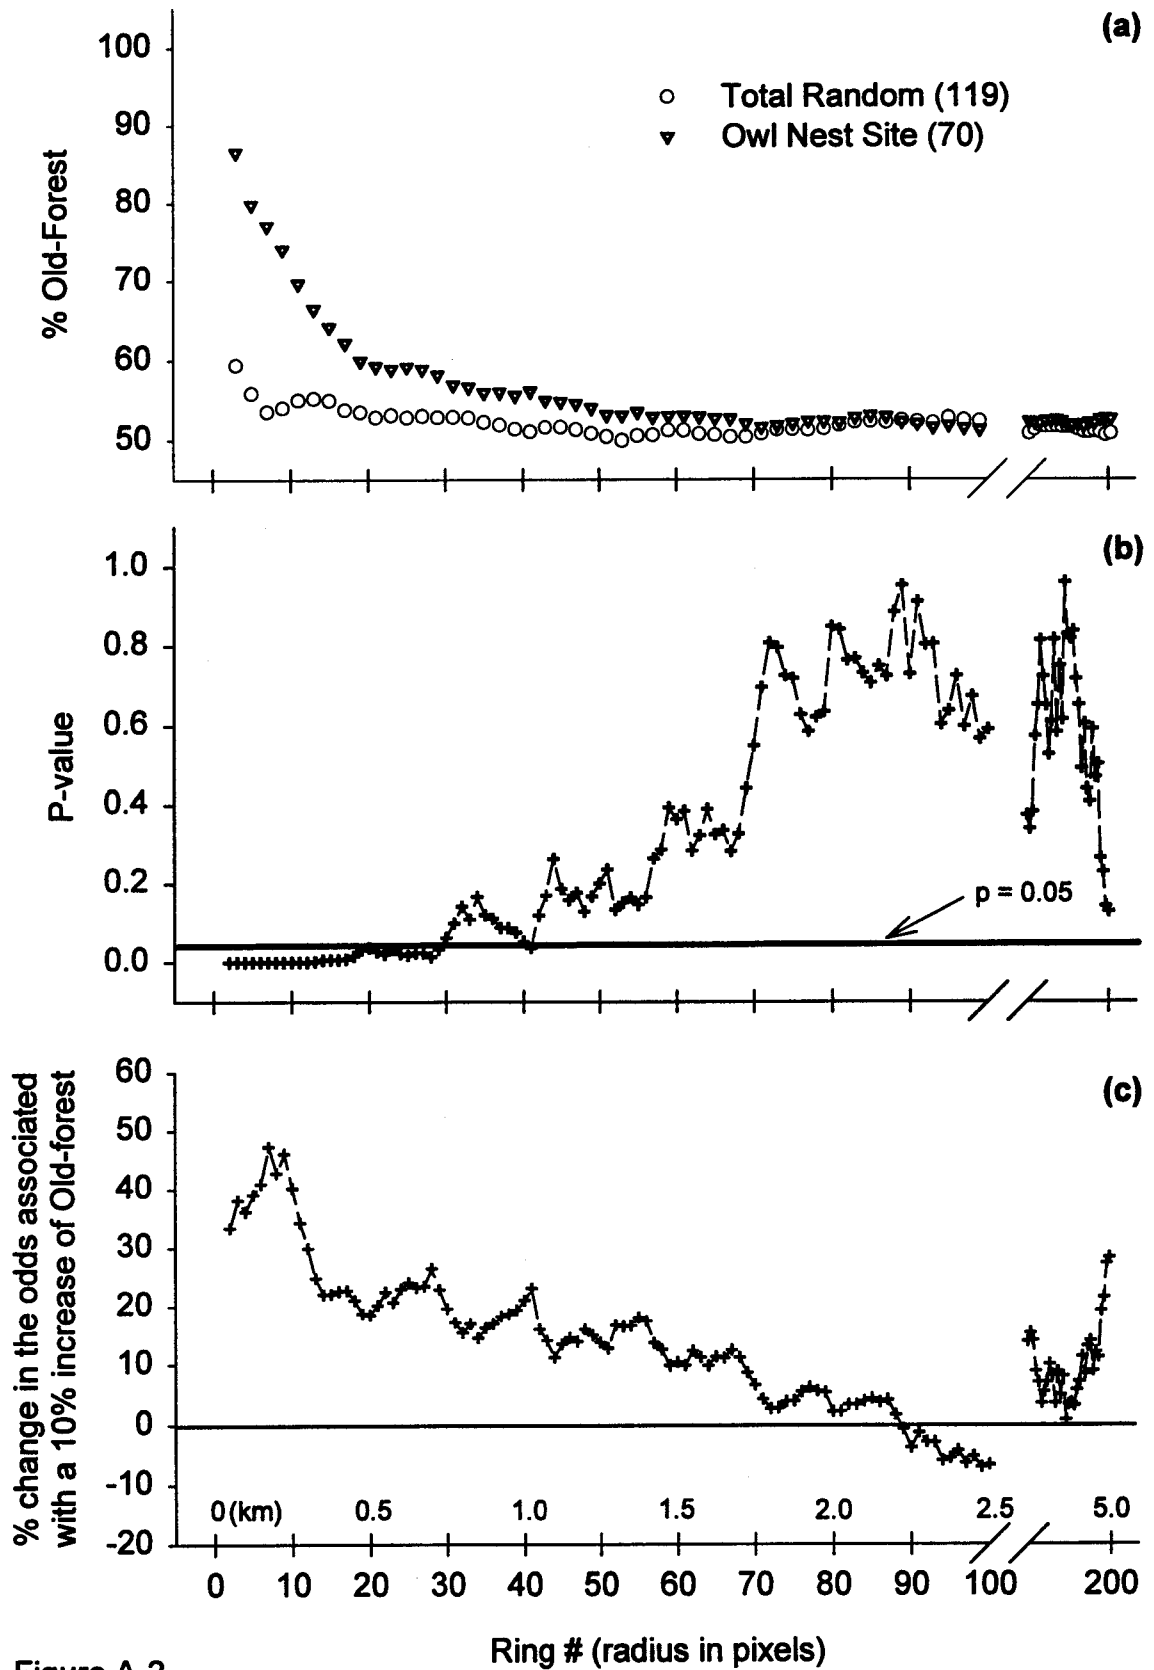 (a)
100
90
80
70
60
50
% Old-Forest
Total Random (119)
Owl Nest Site (70)
(b)
1.0
0.8
0.6
0.4
0.2
0.0
P-value
p = 0.05
(c)
60
50
40
30
20
10
0
-10
-20
% change in the odds associated
with a 10% increase of Old-forest
0 (km) 0.5 1.0 1.5 2.0 2.5 5.0
0 10 20 30 40 50 60 70 80 90 100 200
Ring # (radius in pixels)